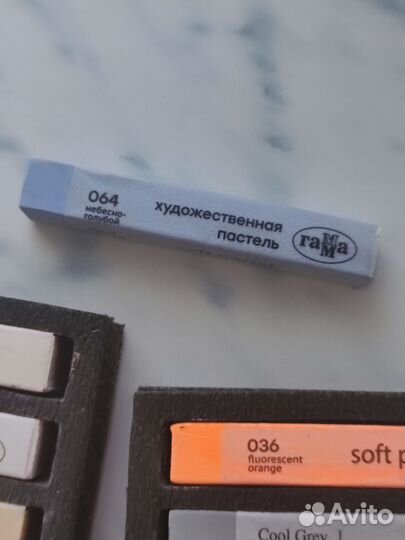 064
небесно-
голубой
художественная
пастель
гамма
036
fluorescent
orange
soft p
Cool Grey 1
Avito